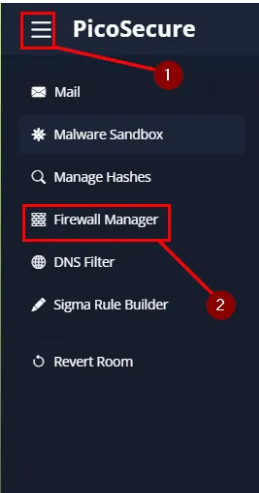 PicoSecure
1
Mail
Malware Sandbox
Manage Hashes
Firewall Manager
DNS Filter
2
Sigma Rule Builder
Revert Room